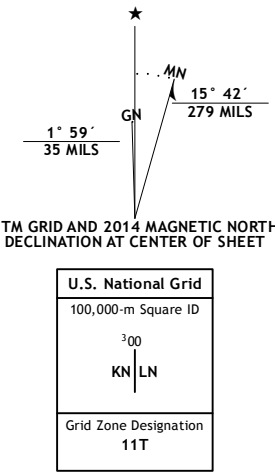 ★
MN
GN
15° 42´
279 MILS
1° 59´
35 MILS
TM GRID AND 2014 MAGNETIC NORTH
DECLINATION AT CENTER OF SHEET
U.S. National Grid
100,000-m Square ID
³00
KN LN
Grid Zone Designation
11T